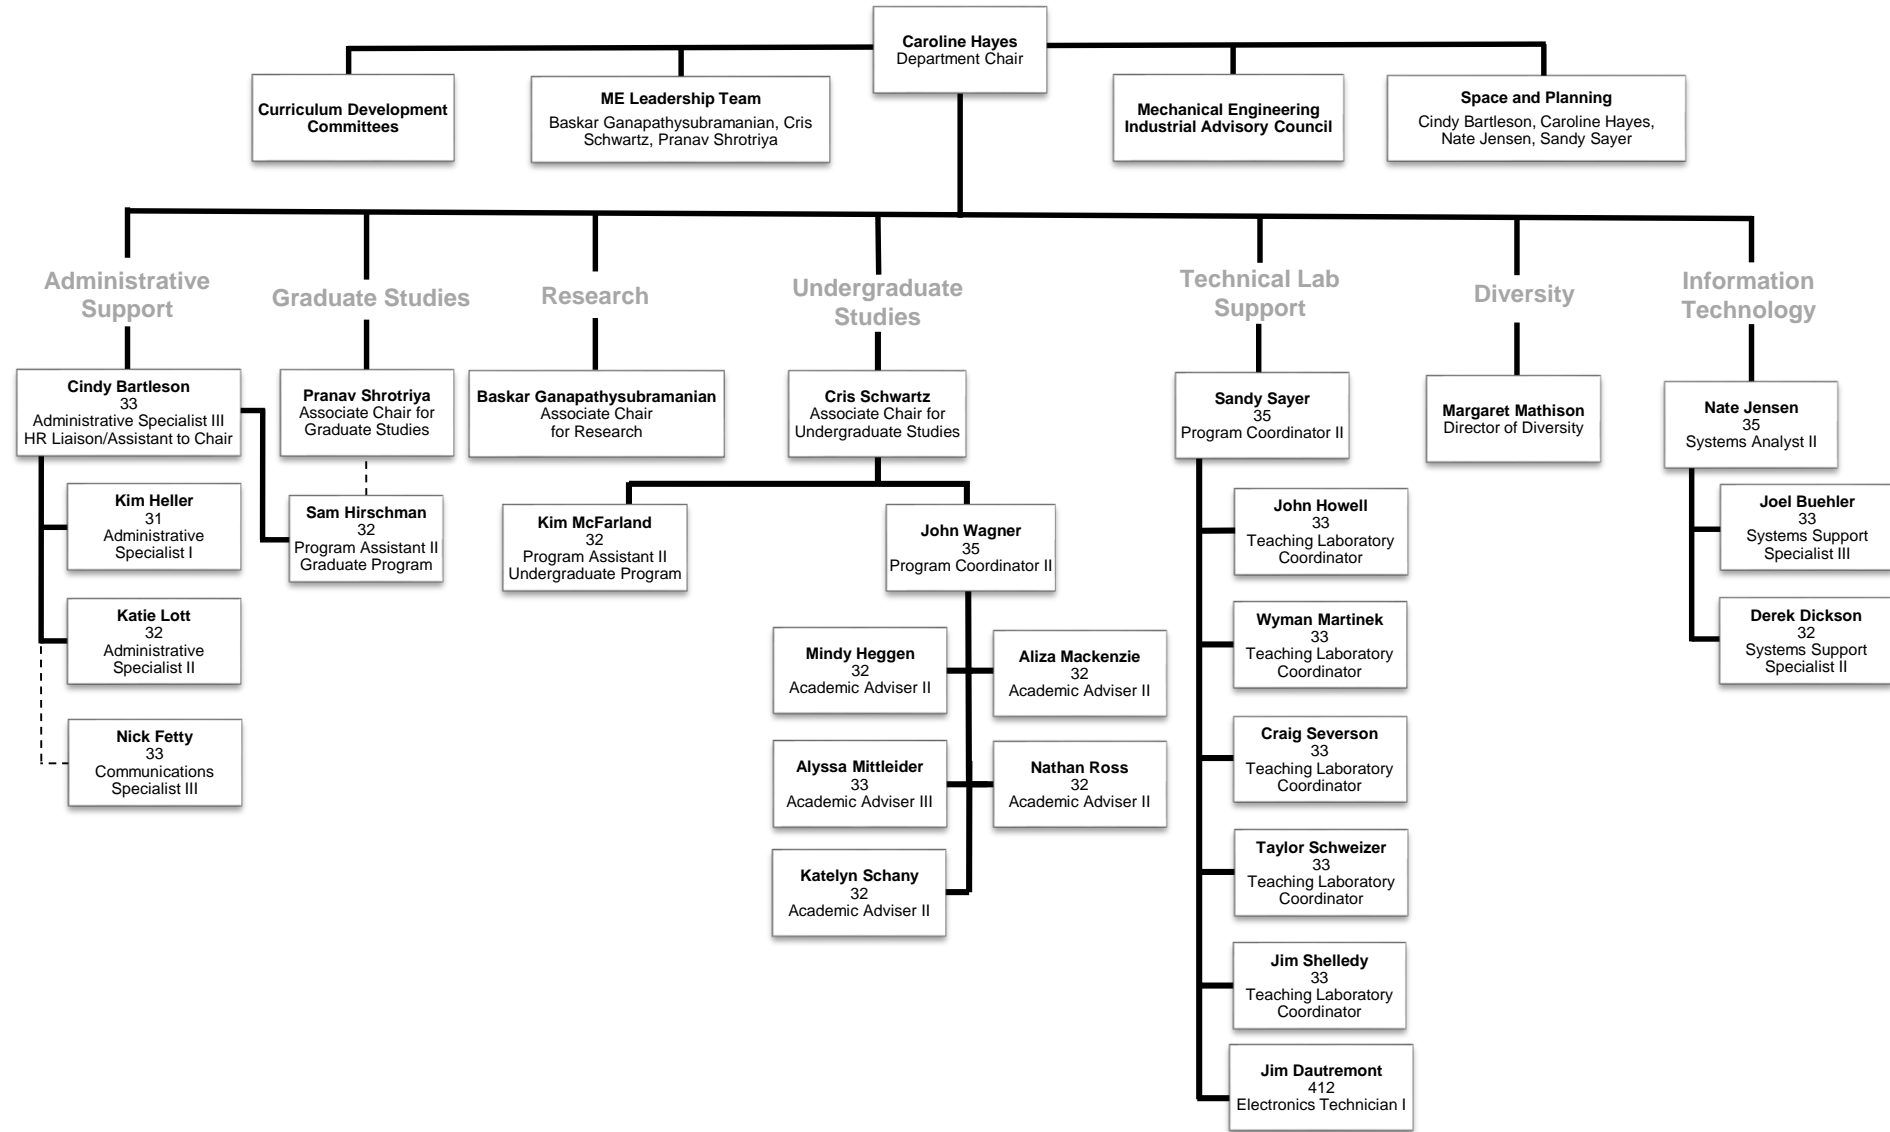 Caroline Hayes
Department Chair
Curriculum Development
Committees
ME Leadership Team
Baskar Ganapathysubramanian, Cris
Schwartz, Pranav Shrotriya
Mechanical Engineering
Industrial Advisory Council
Space and Planning
Cindy Bartleson, Caroline Hayes,
Nate Jensen, Sandy Sayer
Administrative
Support
Graduate Studies
Research
Undergraduate
Studies
Technical Lab
Support
Diversity
Information
Technology
Cindy Bartleson
33
Administrative Specialist III
HR Liaison/Assistant to Chair
Kim Heller
31
Administrative
Specialist I
Katie Lott
32
Administrative
Specialist II
Nick Fetty
33
Communications
Specialist III
Pranav Shrotriya
Associate Chair for
Graduate Studies
Sam Hirschman
32
Program Assistant II
Graduate Program
Baskar Ganapathysubramanian
Associate Chair
for Research
Cris Schwartz
Associate Chair for
Undergraduate Studies
Kim McFarland
32
Program Assistant II
Undergraduate Program
John Wagner
35
Program Coordinator II
Mindy Heggen
32
Academic Adviser II
Aliza Mackenzie
32
Academic Adviser II
Alyssa Mittleider
33
Academic Adviser III
Nathan Ross
32
Academic Adviser II
Katelyn Schany
32
Academic Adviser II
Sandy Sayer
35
Program Coordinator II
John Howell
33
Teaching Laboratory
Coordinator
Wyman Martinek
33
Teaching Laboratory
Coordinator
Craig Severson
33
Teaching Laboratory
Coordinator
Taylor Schweizer
33
Teaching Laboratory
Coordinator
Jim Shelledy
33
Teaching Laboratory
Coordinator
Jim Dautremont
412
Electronics Technician I
Margaret Mathison
Director of Diversity
Nate Jensen
35
Systems Analyst II
Joel Buehler
33
Systems Support
Specialist III
Derek Dickson
32
Systems Support
Specialist II